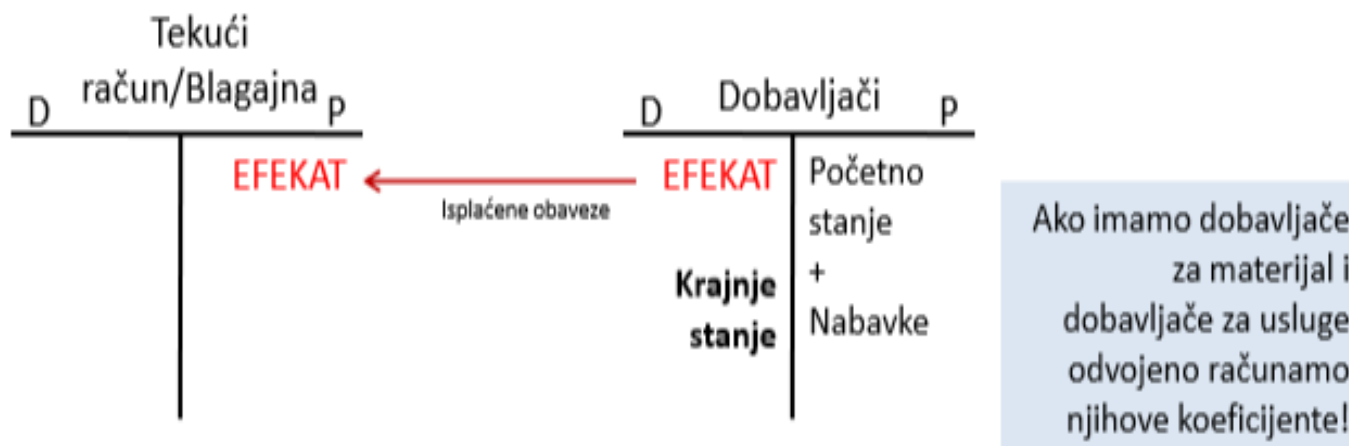 Tekući
račun/Blagajna
D
P
EFEKAT
Isplaćene obaveze
Dobavljači
D
P
EFEKAT
Krajnje
stanje
Početno
stanje
+
Nabavke
Ako imamo dobavljače
za materijal i
dobavljače za usluge
odvojeno računamo
njihove koeficijente!